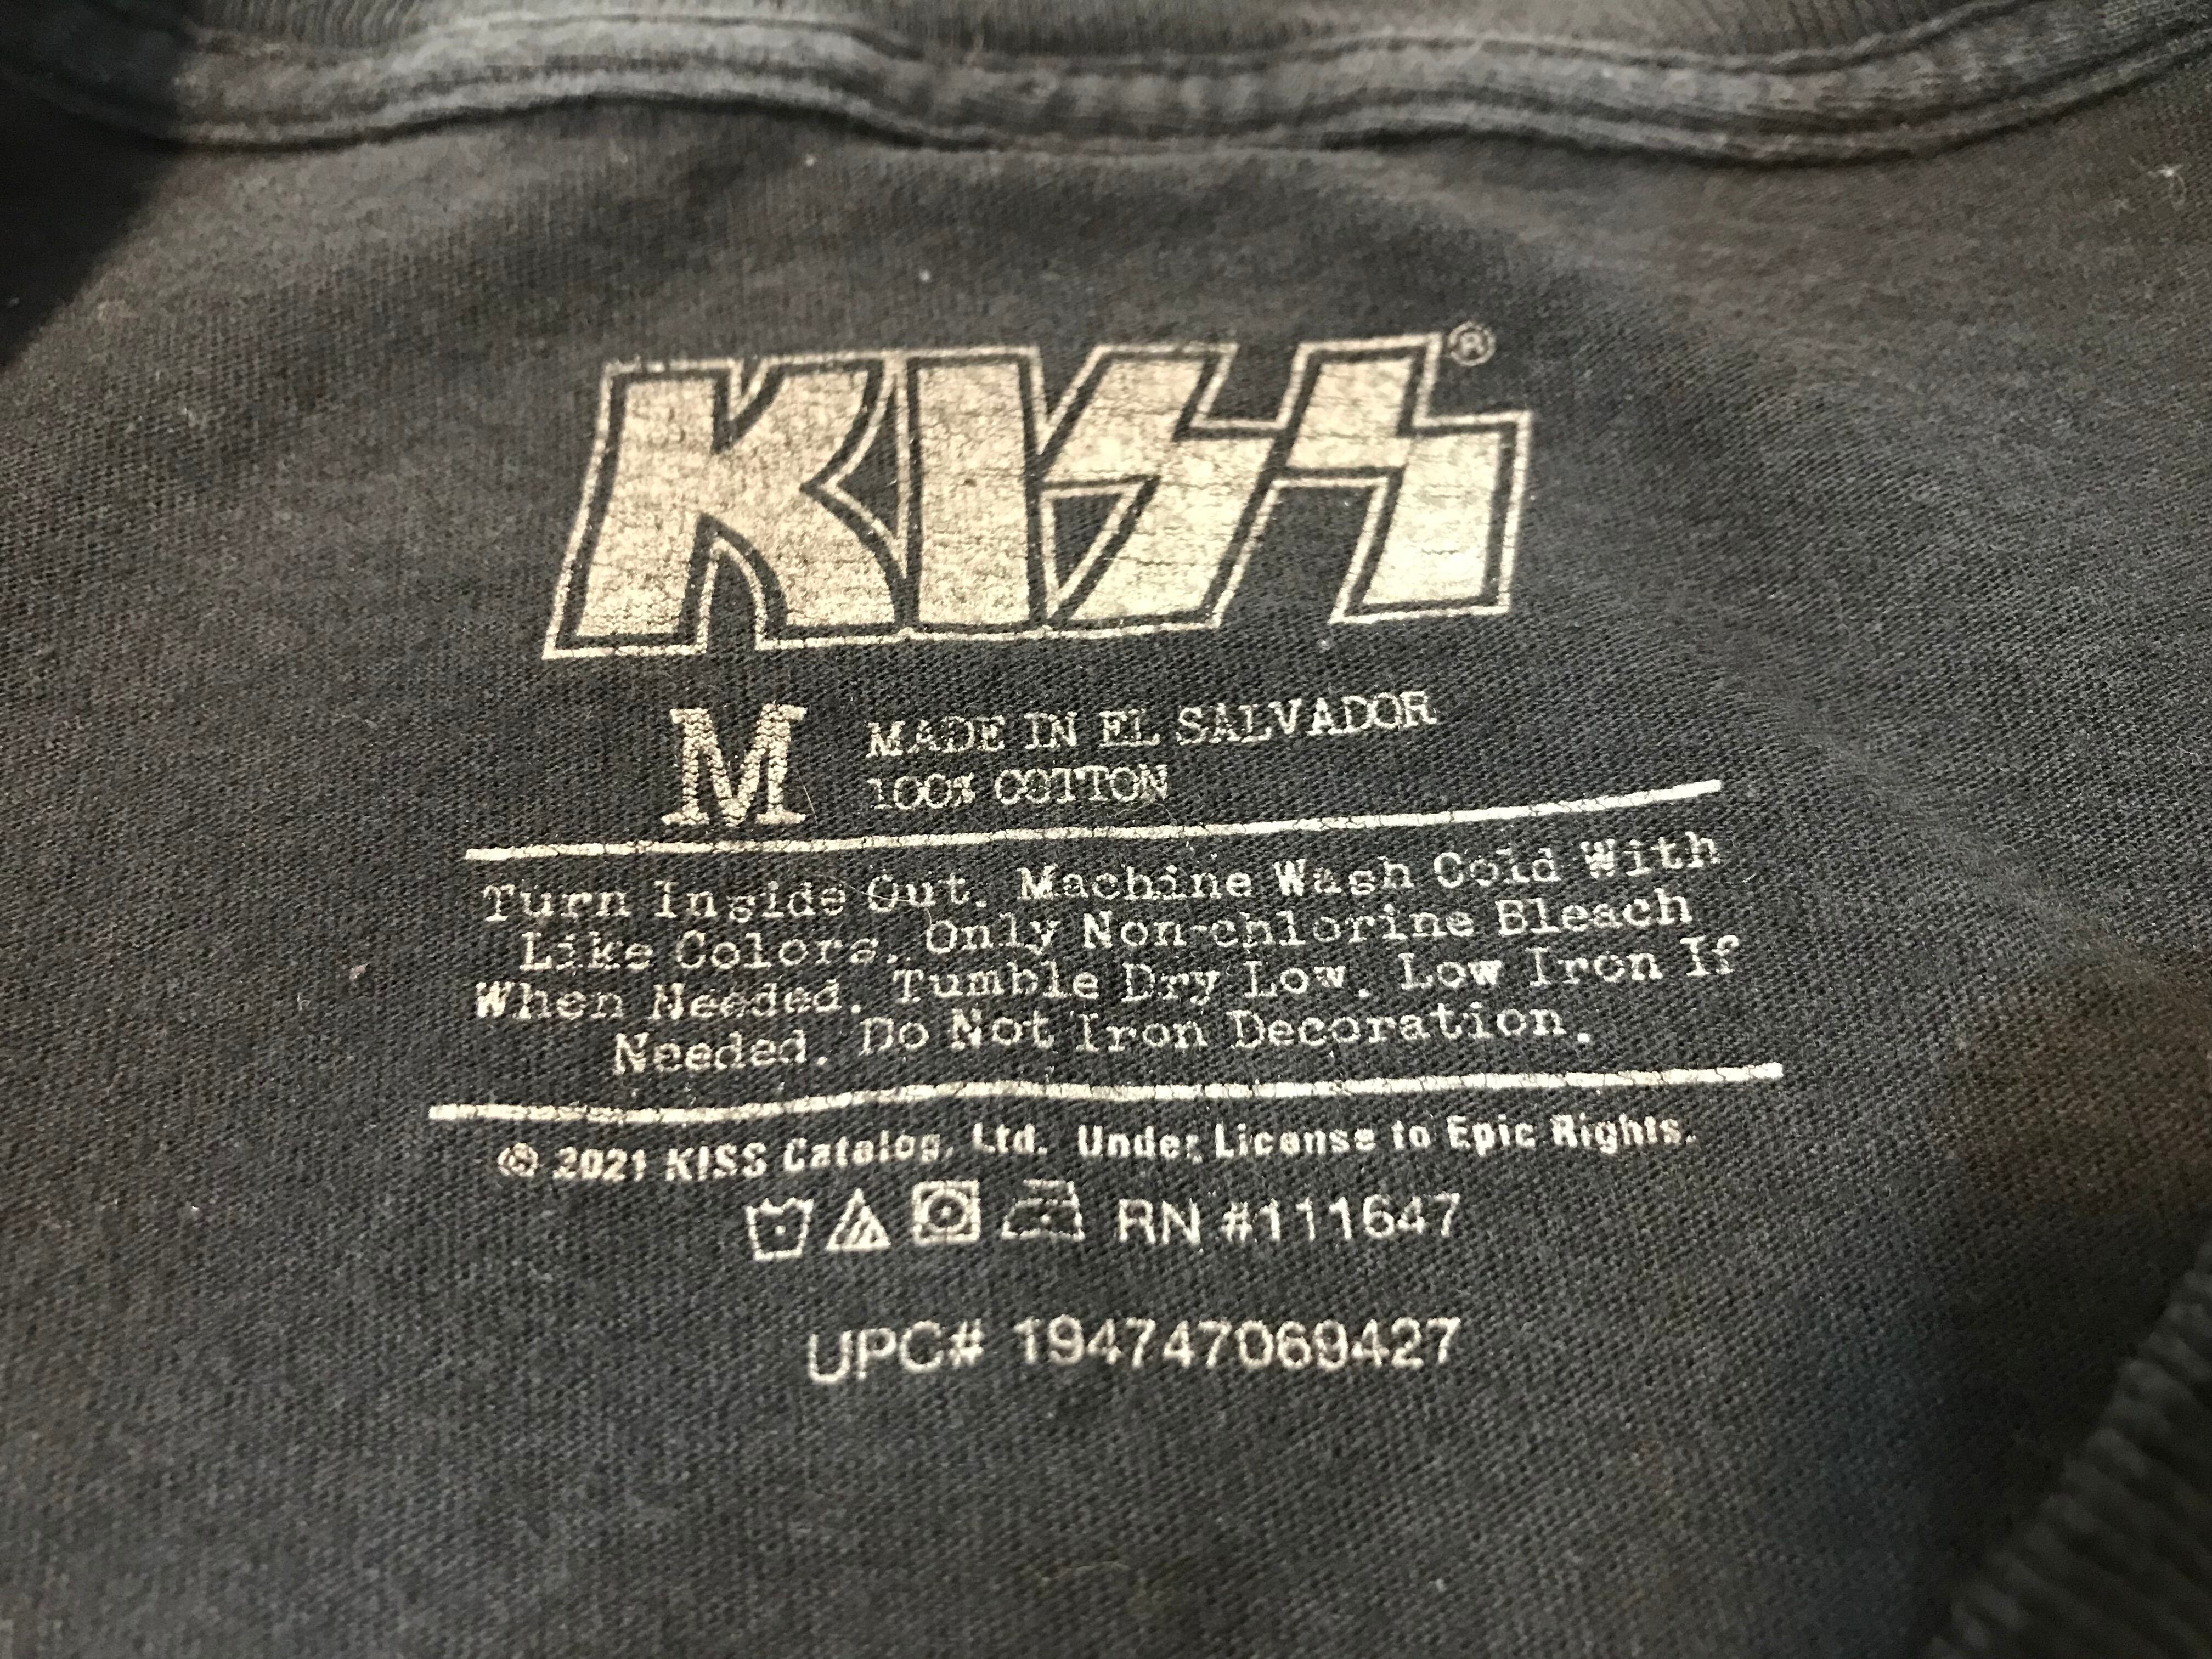 KISS®
M
MADE IN EL SALVADOR
100% COTTON
Turn Inside Out. Machine Wash Cold With
Like Colors. Only Non-chlorine Bleach
When Needed. Tumble Dry Low. Low Iron If
Needed. Do Not Iron Decoration.
© 2021 KISS Catalog, Ltd. Under License to Epic Rights.
RN #111647
UPC# 194747069427